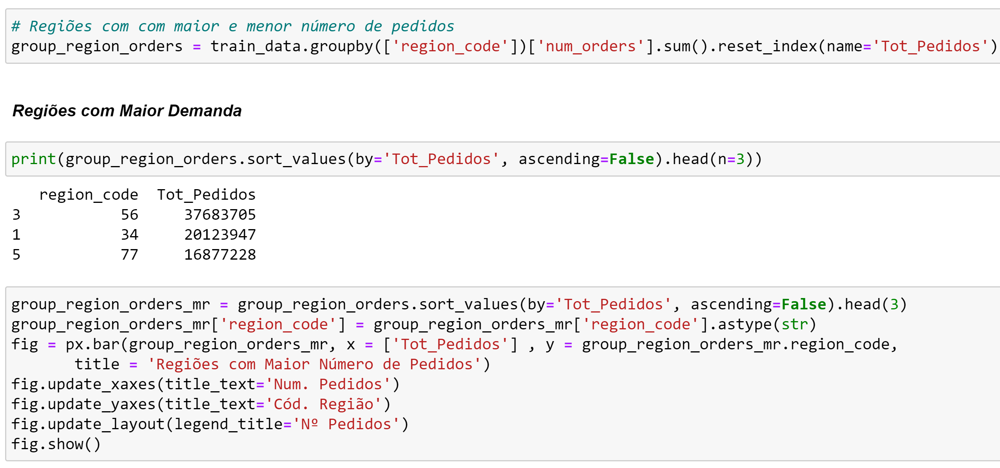 # Regiões com com maior e menor número de pedidos
group_region_orders = train_data.groupby(['region_code'])['num_orders'].sum().reset_index(name='Tot_Pedidos')
Regiões com Maior Demanda
print(group_region_orders.sort_values(by='Tot_Pedidos', ascending=False).head(n=3))
   region_code  Tot_Pedidos
3           56     37683705
1           34     20123947
5           77     16877228
group_region_orders_mr = group_region_orders.sort_values(by='Tot_Pedidos', ascending=False).head(3)
group_region_orders_mr['region_code'] = group_region_orders_mr['region_code'].astype(str)
fig = px.bar(group_region_orders_mr, x = ['Tot_Pedidos'] , y = group_region_orders_mr.region_code,
       title = 'Regiões com Maior Número de Pedidos')
fig.update_xaxes(title_text='Num. Pedidos')
fig.update_yaxes(title_text='Cód. Região')
fig.update_layout(legend_title='Nº Pedidos')
fig.show()